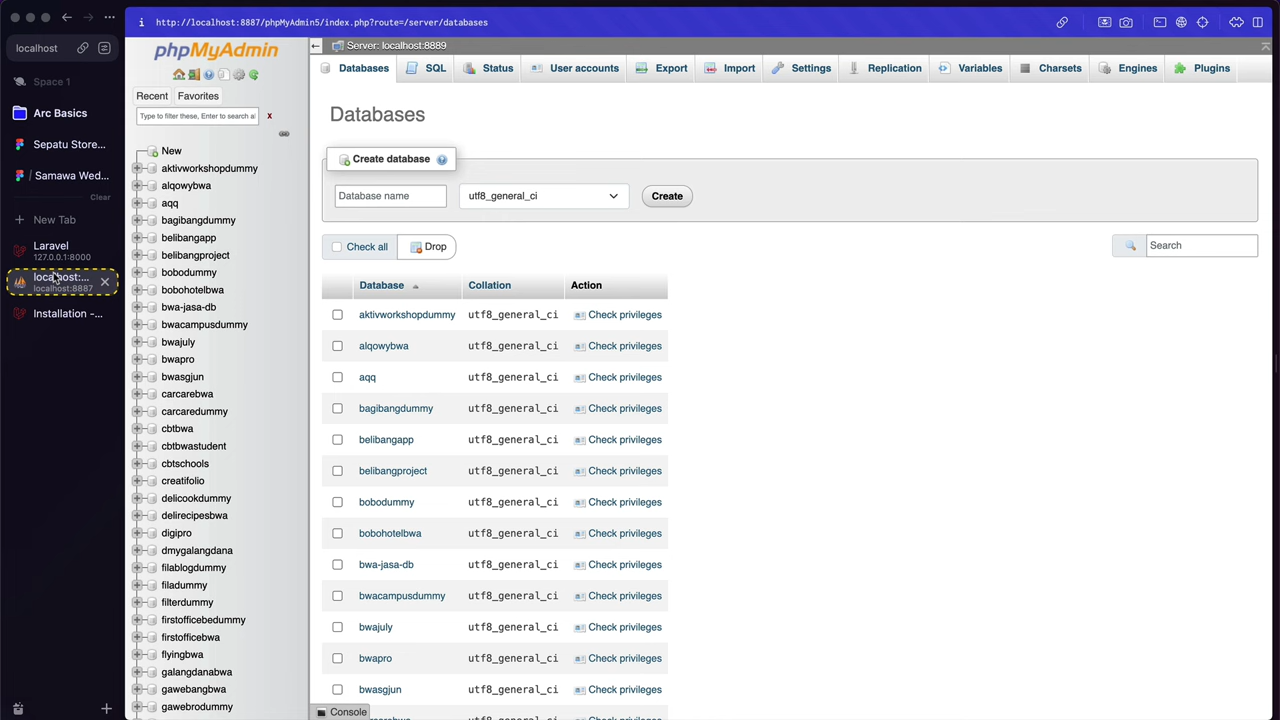 http://localhost:8887/phpMyAdmin5/index.php?route=/server/databases
localhost
Space 1
Arc Basics
Sepatu Store...
/ Samawa Wed...
Clear
New Tab
Laravel
127.0.0.1:8000
localhost:...
localhost:8887
Installation -...
phpMyAdmin
Recent
Favorites
Type to filter these, Enter to search al
x
New
aktivworkshopdummy
alqowybwa
aqq
bagibangdummy
belibangapp
belibangproject
bobodummy
bobohotelbwa
bwa-jasa-db
bwacampusdummy
bwajuly
bwapro
bwasgjun
carcarebwa
carcaredummy
cbtbwa
cbtbwastudent
cbtschools
creatifolio
delicookdummy
delirecipesbwa
digipro
dmygalangdana
filablogdummy
filadummy
filterdummy
firstofficebedummy
firstofficebwa
flyingbwa
galangdanabwa
gawebangbwa
gawebrodummy
Server: localhost:8889
Databases
SQL
Status
User accounts
Export
Import
Settings
Replication
Variables
Charsets
Engines
Plugins
Databases
Create database
Database name
utf8_general_ci
Create
Check all
Drop
Search
Database
Collation
Action
aktivworkshopdummy utf8_general_ci Check privileges
alqowybwa utf8_general_ci Check privileges
aqq utf8_general_ci Check privileges
bagibangdummy utf8_general_ci Check privileges
belibangapp utf8_general_ci Check privileges
belibangproject utf8_general_ci Check privileges
bobodummy utf8_general_ci Check privileges
bobohotelbwa utf8_general_ci Check privileges
bwa-jasa-db utf8_general_ci Check privileges
bwacampusdummy utf8_general_ci Check privileges
bwajuly utf8_general_ci Check privileges
bwapro utf8_general_ci Check privileges
bwasgjun utf8_general_ci Check privileges
Console